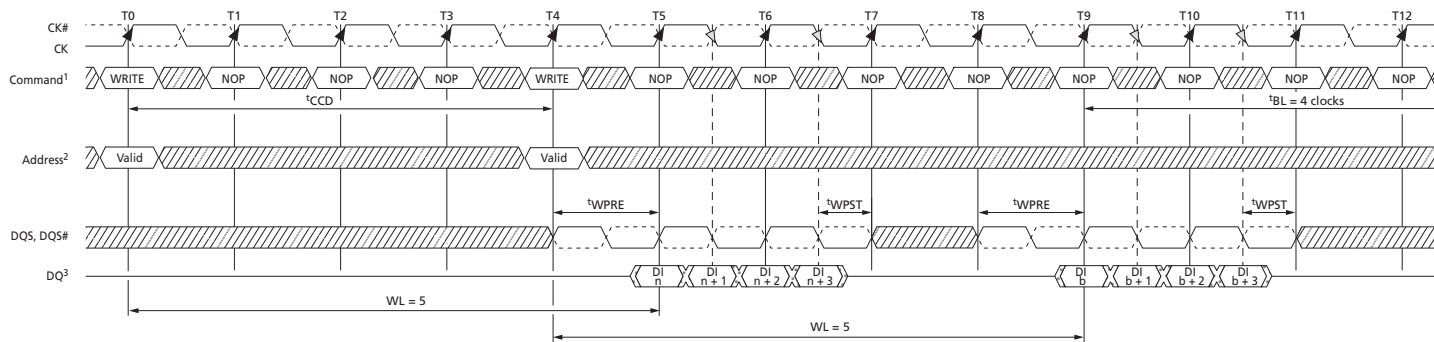 T0 T1 T2 T3 T4 T5 T6 T7 T8 T9 T10 T11 T12
CK#
CK
Command¹ WRITE NOP NOP NOP WRITE NOP NOP NOP NOP NOP NOP NOP NOP
ᵗCCD ᵗBL = 4 clocks
Address² Valid Valid
ᵗWPRE ᵗWPST ᵗWPRE ᵗWPST
DQS, DQS#
DQ³ DI n DI n + 1 DI n + 2 DI n + 3 DI b DI b + 1 DI b + 2 DI b + 3
WL = 5
WL = 5